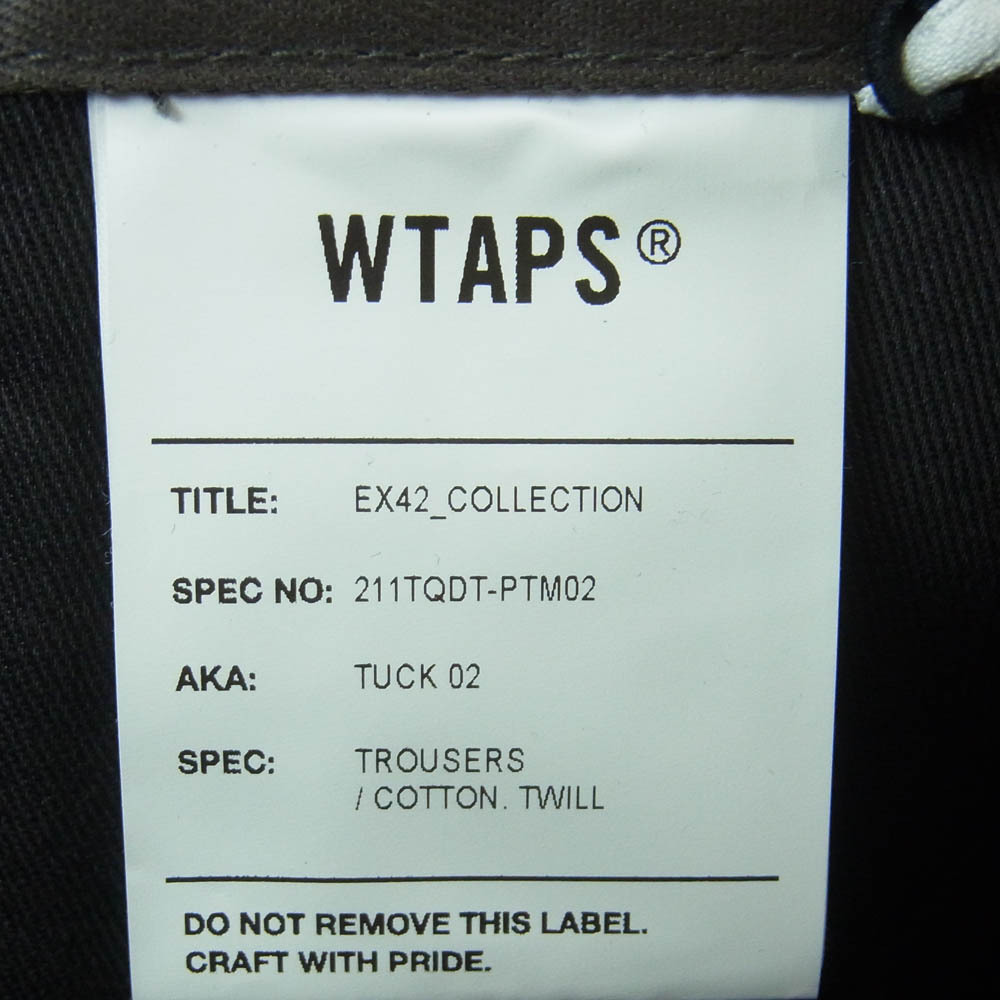 WTAPS®
TITLE: EX42_COLLECTION
SPEC NO: 211TQDT-PTM02
AKA: TUCK 02
SPEC: TROUSERS
/ COTTON. TWILL
DO NOT REMOVE THIS LABEL.
CRAFT WITH PRIDE.